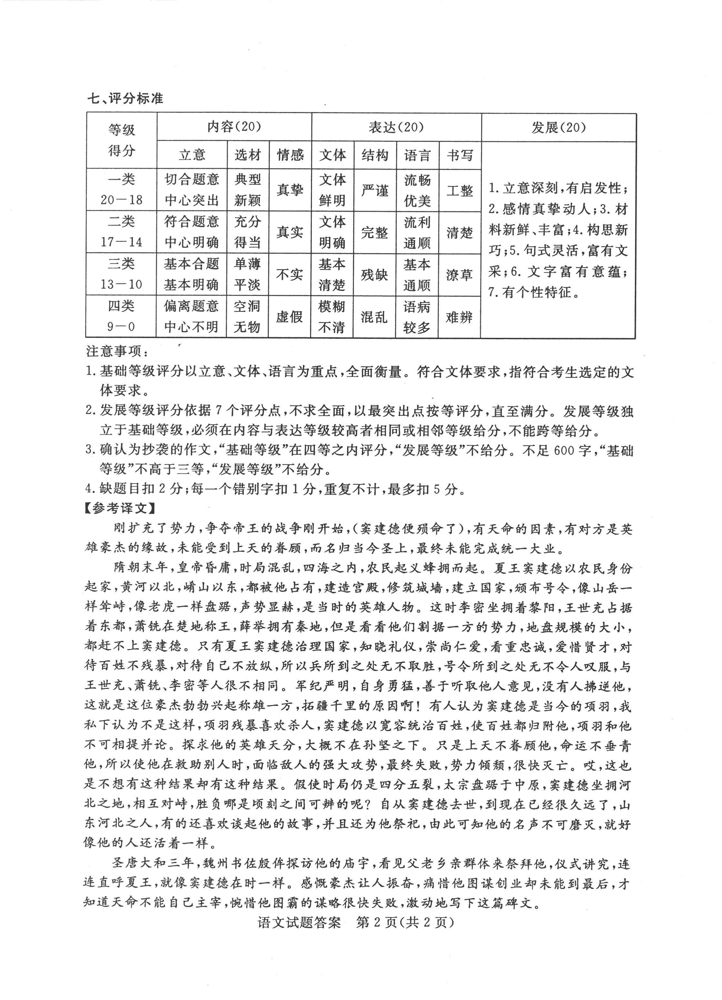 七、评分标准
等级
得分
内容(20)
表达(20)
发展(20)
立意
选材
情感
文体
结构
语言
书写
一类
20—18
切合题意
中心突出
典型
新颖
真挚
文体
鲜明
严谨
流畅
优美
工整
二类
17—14
符合题意
中心明确
充分
得当
真实
文体
明确
完整
流利
通顺
清楚
三类
13—10
基本合题
基本明确
单薄
平淡
不实
基本
清楚
残缺
基本
通顺
潦草
四类
9—0
偏离题意
中心不明
空洞
无物
虚假
模糊
不清
混乱
语病
较多
难辨
1. 立意深刻,有启发性;
2. 感情真挚动人;3. 材
料新鲜、丰富;4. 构思新
巧;5. 句式灵活,富有文
采;6. 文字富有意蕴;
7. 有个性特征。
注意事项:
1. 基础等级评分以立意、文体、语言为重点,全面衡量。符合文体要求,指符合考生选定的文
体要求。
2. 发展等级评分依据 7 个评分点,不求全面,以最突出点按等评分,直至满分。发展等级独
立于基础等级,必须在内容与表达等级较高者相同或相邻等级给分,不能跨等给分。
3. 确认为抄袭的作文,“基础等级”在四等之内评分,“发展等级”不给分。不足 600 字,“基础
等级”不高于三等,“发展等级”不给分。
4. 缺题目扣 2 分;每一个错别字扣 1 分,重复不计,最多扣 5 分。
【参考译文】
刚扩充了势力,争夺帝王的战争刚开始,(窦建德便殒命了),有天命的因素,有对方是英
雄豪杰的缘故,未能受到上天的眷顾,而名归当今圣上,最终未能完成统一大业。
隋朝末年,皇帝昏庸,时局混乱,四海之内,农民起义蜂拥而起。夏王窦建德以农民身份
起家,黄河以北,崤山以东,都被他占有,建造宫殿,修筑城墙,建立国家,颁布号令,像山岳一
样耸峙,像老虎一样盘踞,声势显赫,是当时的英雄人物。这时李密坐拥着黎阳,王世充占据
着东都,萧铣在楚地称王,薛举拥有秦地,但是看看他们割据一方的势力,地盘规模的大小,
都赶不上窦建德。只有夏王窦建德治理国家,知晓礼仪,崇尚仁爱,看重忠诚,爱惜贤才,对
待百姓不残暴,对待自己不放纵,所以兵所到之处无不取胜,号令所到之处无不令人叹服,与
王世充、萧铣、李密等人很不相同。军纪严明,自身勇猛,善于听取他人意见,没有人拂逆他,
这就是这位豪杰勃勃兴起称雄一方,拓疆千里的原因啊!有人认为窦建德是当今的项羽,我
私下认为不是这样,项羽残暴喜欢杀人,窦建德以宽容统治百姓,使百姓都归附他,项羽和他
不可相提并论。探求他的英雄天分,大概不在孙坚之下。只是上天不眷顾他,命运不垂青
他,所以使他在救助别人时,面临敌人的强大攻势,最终失败,势力倾颓,很快灭亡。哎,这也
是不想有这种结果却有这种结果。假使时局仍是四分五裂,太宗盘踞于中原,窦建德坐拥河
北之地,相互对峙,胜负哪是顷刻之间可辨的呢?自从窦建德去世,到现在已经很久远了,山
东河北之人,有的还喜欢谈起他的故事,并且还为他祭祀,由此可知他的名声不可磨灭,就好
像他的人还活着一样。
圣唐大和三年,魏州书佐殷侔探访他的庙宇,看见父老乡亲群体来祭拜他,仪式讲究,连
连直呼夏王,就像窦建德在时一样。感慨豪杰让人振奋,痛惜他图谋创业却未能到最后,才
知道天命不能自己主宰,惋惜他图霸的谋略很快失败,激动地写下这篇碑文。
语文试题答案 第 2 页(共 2 页)